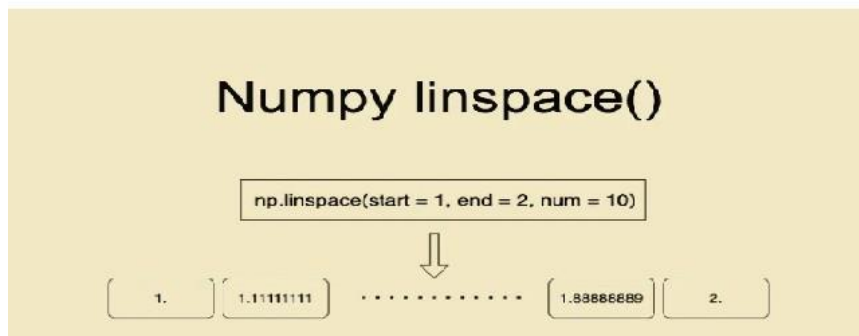 Numpy linspace()
np.linspace(start = 1, end = 2, num = 10)
1. 1.11111111 ............ 1.88888889 2.